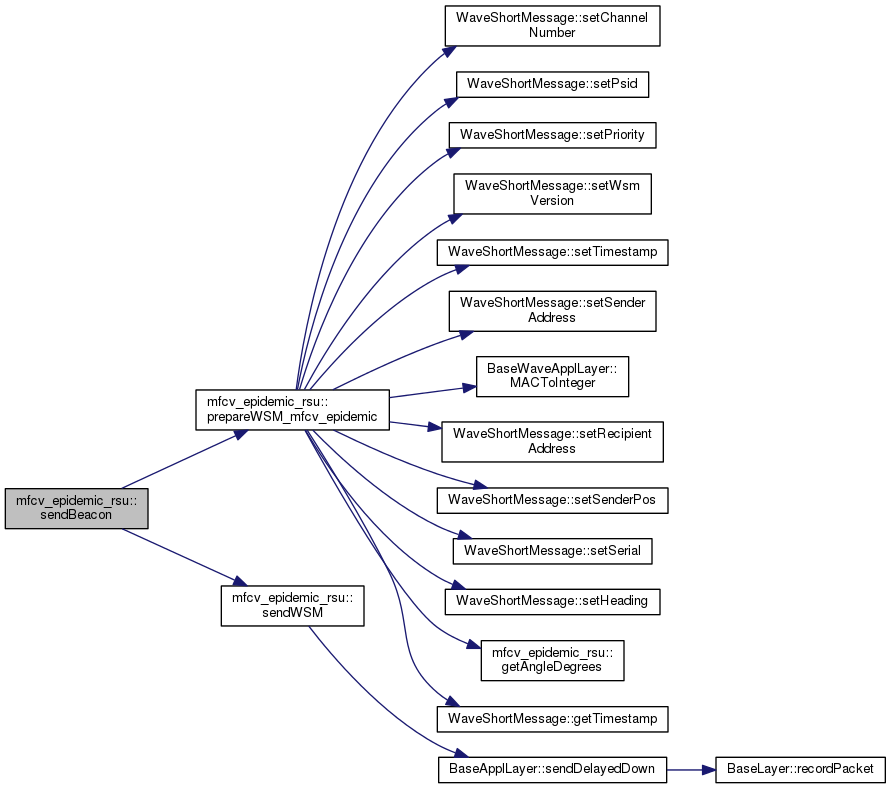 WaveShortMessage::setChannel
Number
WaveShortMessage::setPsid
WaveShortMessage::setPriority
WaveShortMessage::setWsm
Version
WaveShortMessage::setTimestamp
WaveShortMessage::setSender
Address
BaseWaveApplLayer::
MACToInteger
mfcv_epidemic_rsu::
prepareWSM_mfcv_epidemic
WaveShortMessage::setRecipient
Address
WaveShortMessage::setSenderPos
mfcv_epidemic_rsu::
sendBeacon
WaveShortMessage::setSerial
mfcv_epidemic_rsu::
sendWSM
WaveShortMessage::setHeading
mfcv_epidemic_rsu::
getAngleDegrees
WaveShortMessage::getTimestamp
BaseApplLayer::sendDelayedDown
BaseLayer::recordPacket